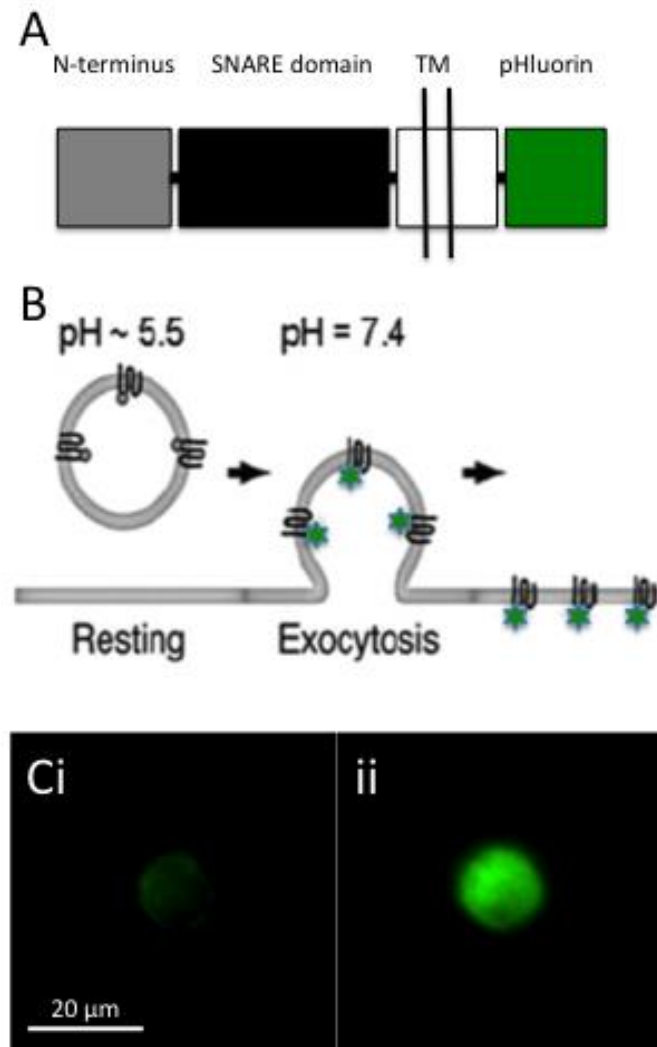 A
N-terminus SNARE domain TM pHluorin
B
pH ~ 5.5 pH = 7.4
Resting Exocytosis
Ci ii
20 µm